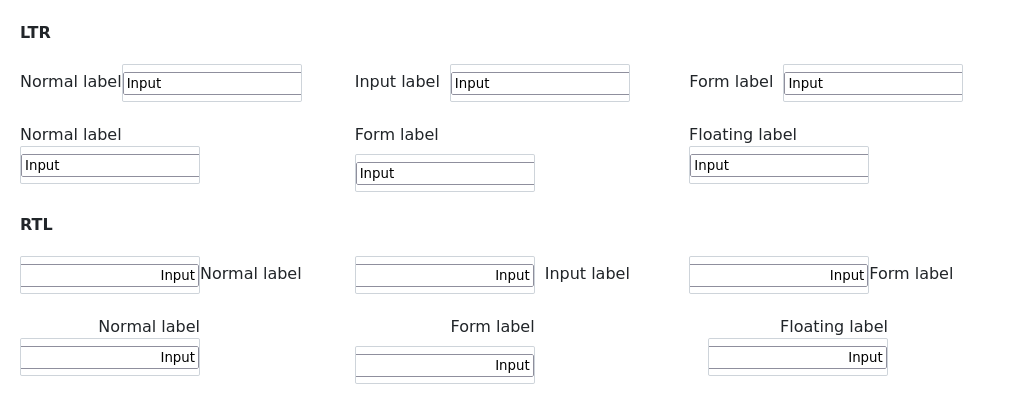 LTR
Normal label Input Input label Input Form label Input
Normal label Form label Floating label
Input Input Input
RTL
Input Normal label Input Input label Input Form label
Normal label Form label Floating label
Input Input Input